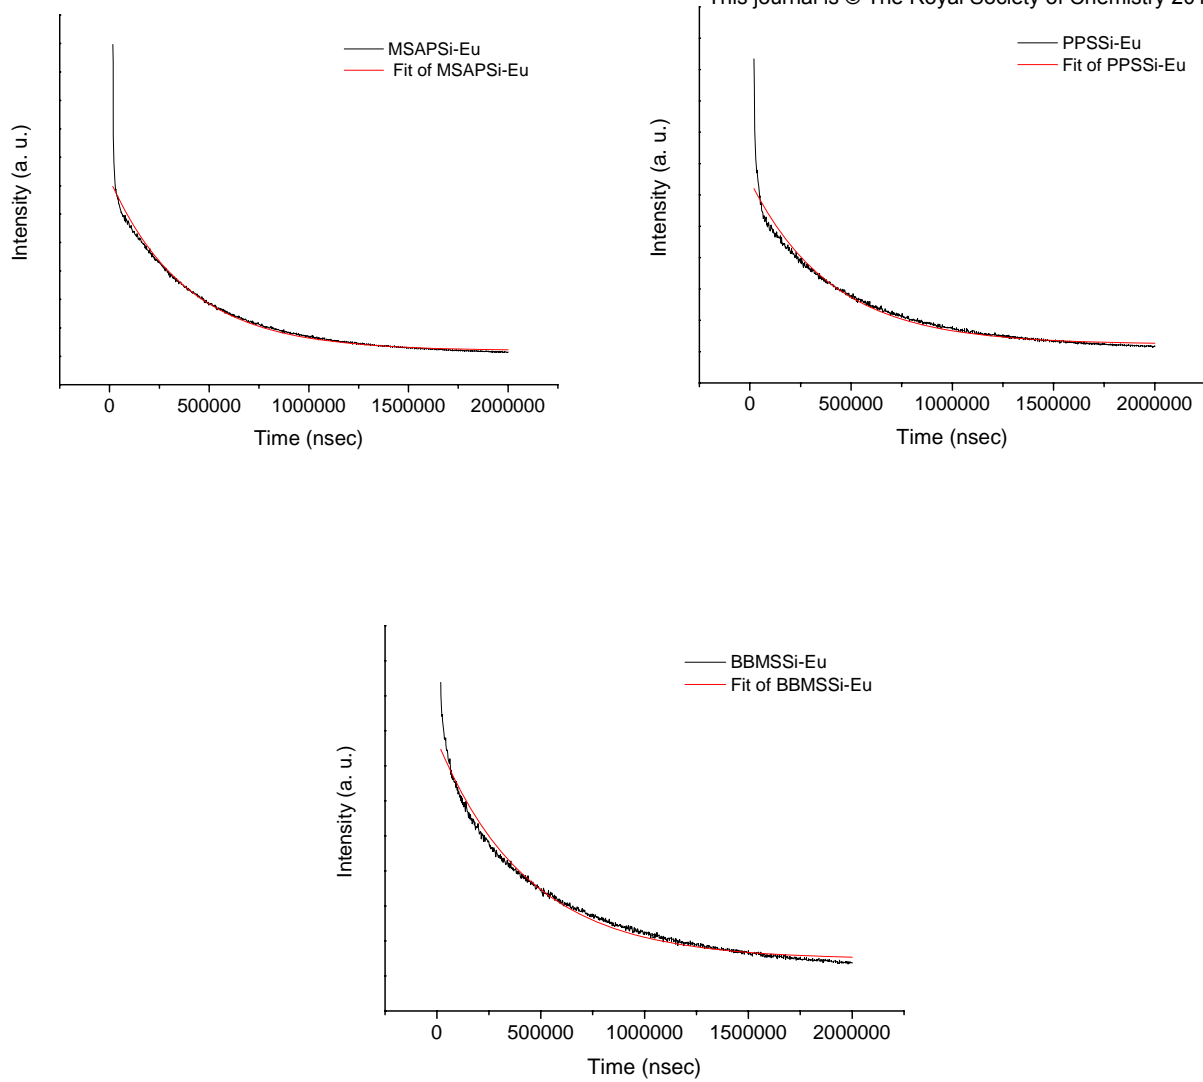 This journal is © The Royal Society of Chemistry 201
MSAPSi-Eu
Fit of MSAPSi-Eu
Intensity (a. u.)
0 500000 1000000 1500000 2000000
Time (nsec)
PPSSi-Eu
Fit of PPSSi-Eu
Intensity (a. u.)
0 500000 1000000 1500000 2000000
Time (nsec)
BBMSSi-Eu
Fit of BBMSSi-Eu
Intensity (a. u.)
0 500000 1000000 1500000 2000000
Time (nsec)